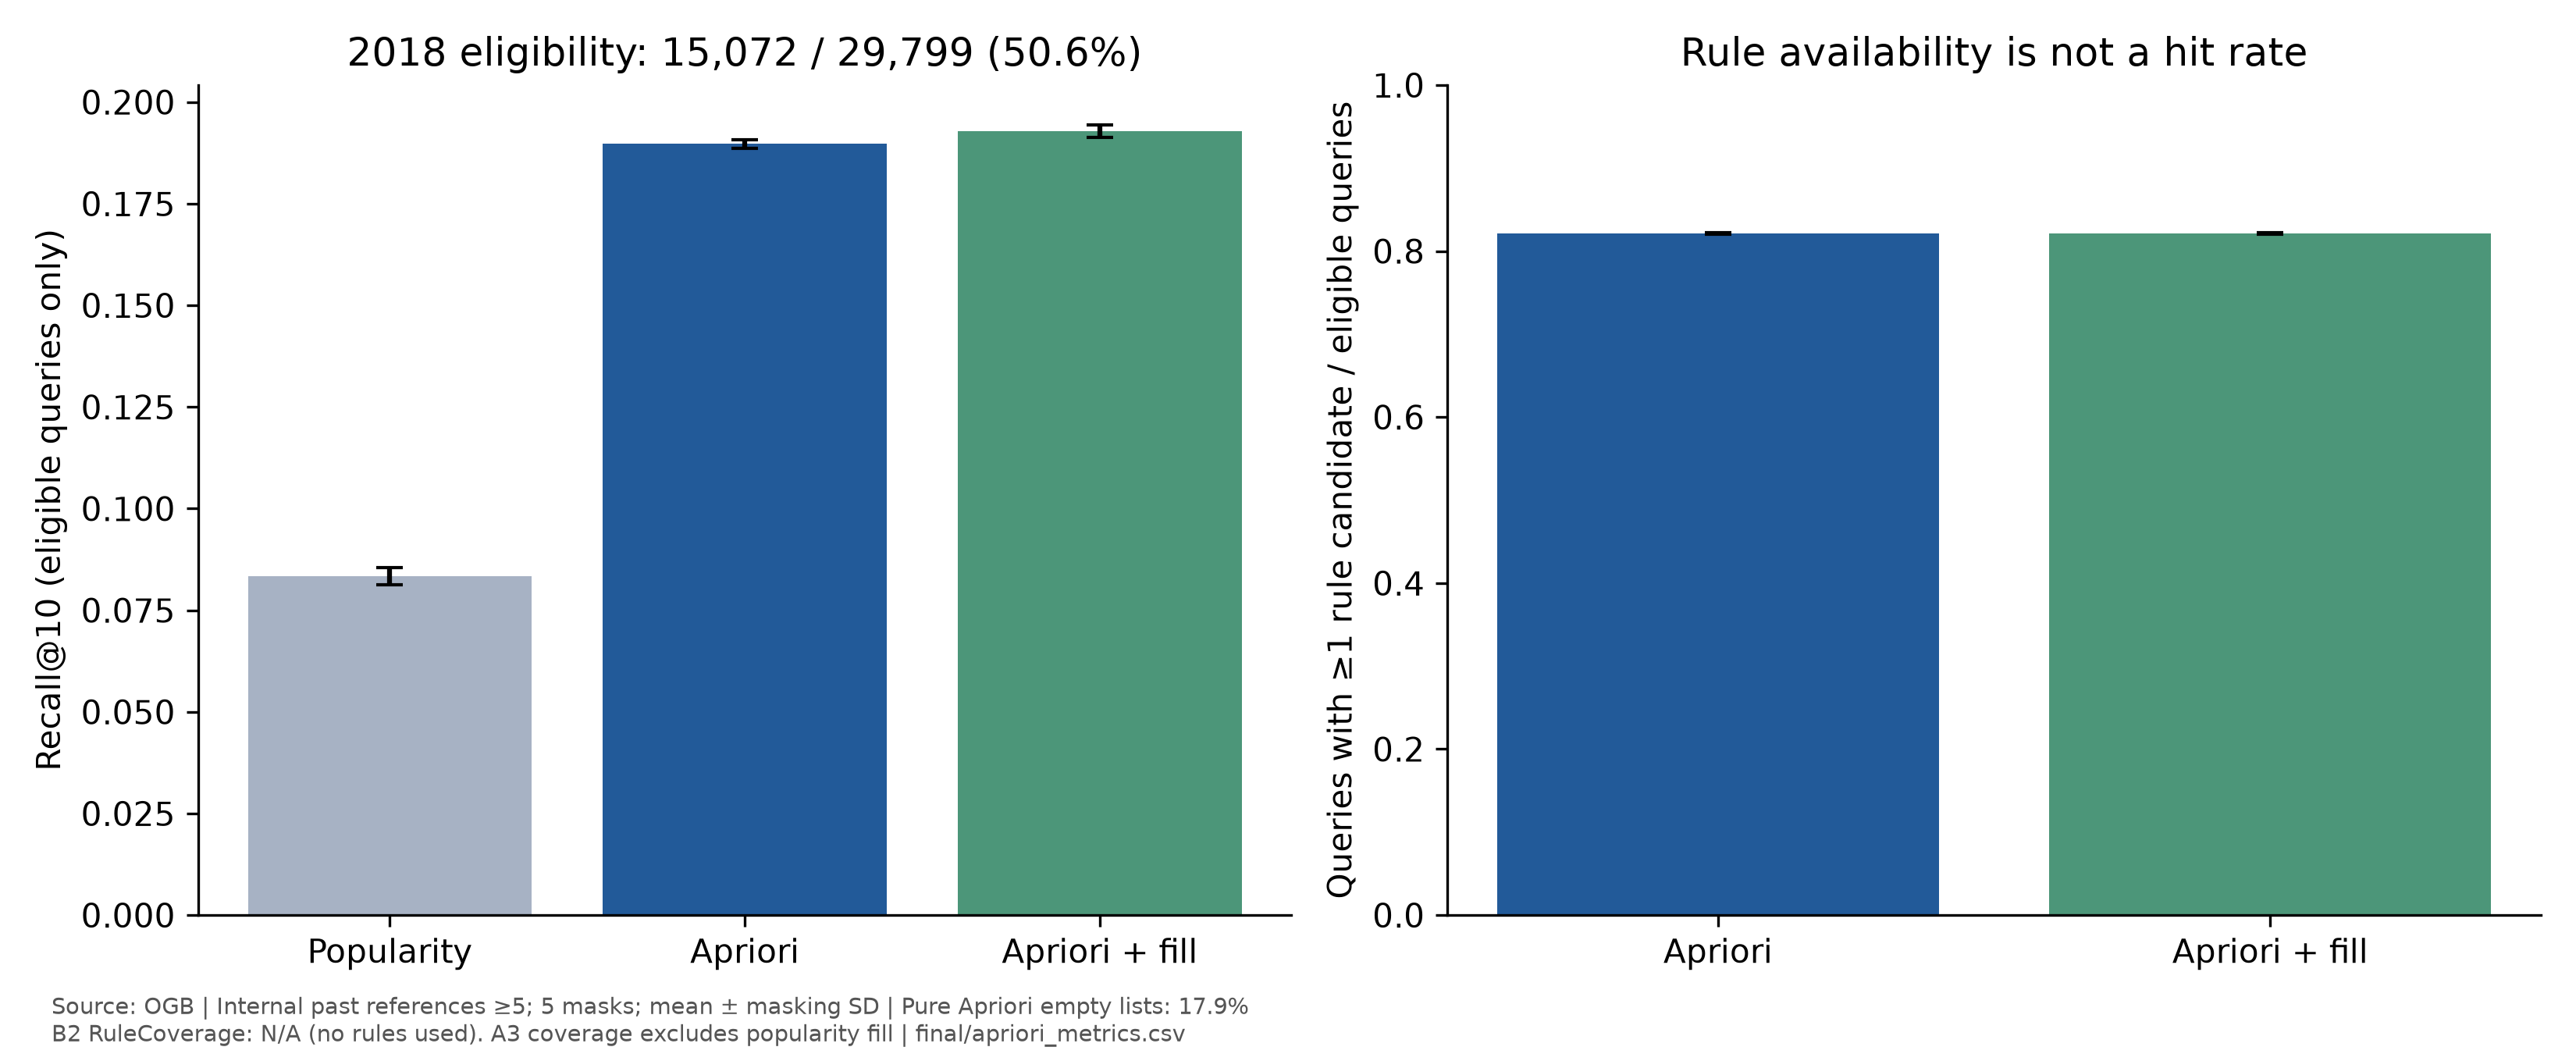 2018 eligibility: 15,072 / 29,799 (50.6%)
Recall@10 (eligible queries only)
0.200
0.175
0.150
0.125
0.100
0.075
0.050
0.025
0.000
Popularity
Apriori
Apriori + fill
Rule availability is not a hit rate
Queries with ≥1 rule candidate / eligible queries
1.0
0.8
0.6
0.4
0.2
0.0
Apriori
Apriori + fill
Source: OGB | Internal past references ≥5; 5 masks; mean ± masking SD | Pure Apriori empty lists: 17.9%
B2 RuleCoverage: N/A (no rules used). A3 coverage excludes popularity fill | final/apriori_metrics.csv